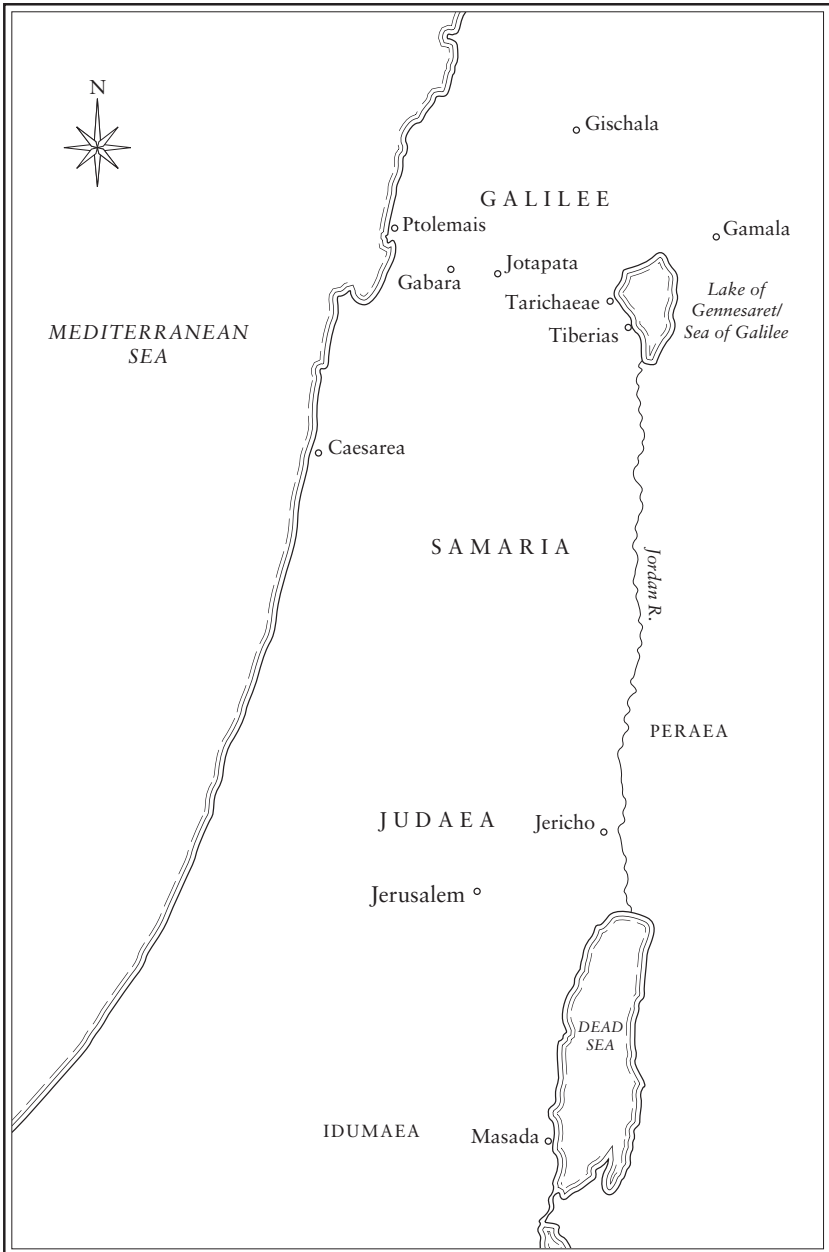 N
Gischala
GALILEE
Ptolemais
Gamala
Jotapata
Gabara
Tarichaeae
Lake of
Gennesaret/
Sea of Galilee
Tiberias
MEDITERRANEAN
SEA
Caesarea
SAMARIA
Jordan R.
PERAEA
JUDAEA
Jericho
Jerusalem
DEAD
SEA
IDUMAEA
Masada